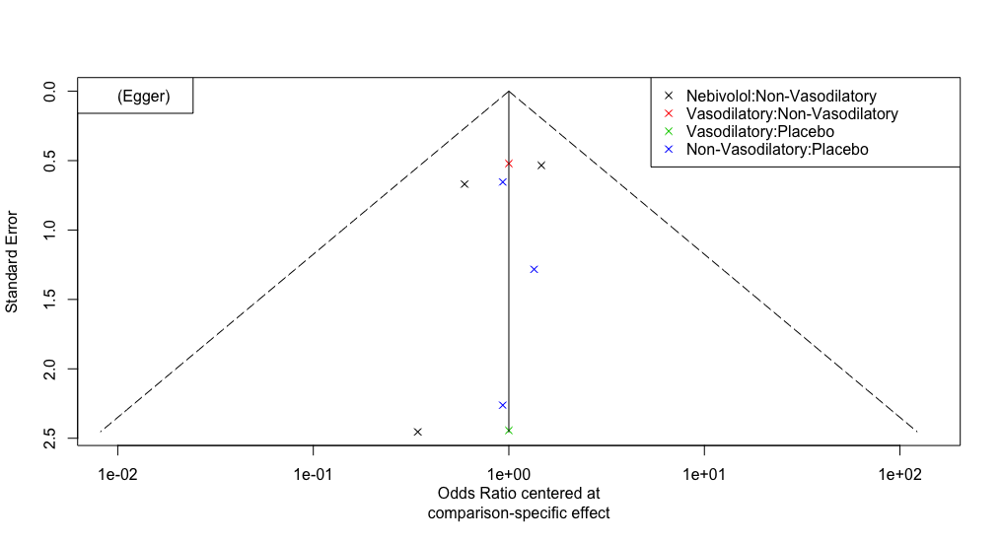 (Egger)
Nebivolol:Non-Vasodilatory
Vasodilatory:Non-Vasodilatory
Vasodilatory:Placebo
Non-Vasodilatory:Placebo
Standard Error
0.0
0.5
1.0
1.5
2.0
2.5
1e-02 1e-01 1e+00 1e+01 1e+02
Odds Ratio centered at
comparison-specific effect